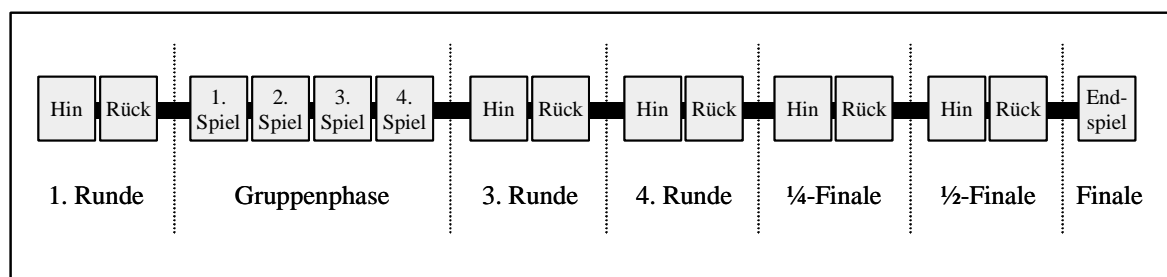 Hin Rück 1. Spiel 2. Spiel 3. Spiel 4. Spiel Hin Rück Hin Rück Hin Rück Hin Rück End-spiel
1. Runde Gruppenphase 3. Runde 4. Runde ¼-Finale ½-Finale Finale